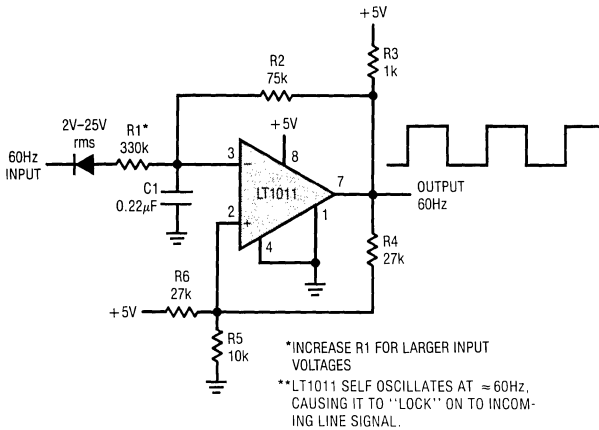 +5V
R3
1k
R2
75k
+5V
2V–25V
rms
R1*
330k
60Hz
INPUT
3
−
8
C1
0.22μF
LT1011
7
OUTPUT
60Hz
2
+
1
4
R4
27k
R6
27k
+5V
R5
10k
*INCREASE R1 FOR LARGER INPUT
VOLTAGES
**LT1011 SELF OSCILLATES AT ≈60Hz,
CAUSING IT TO "LOCK" ON TO INCOM-
ING LINE SIGNAL.